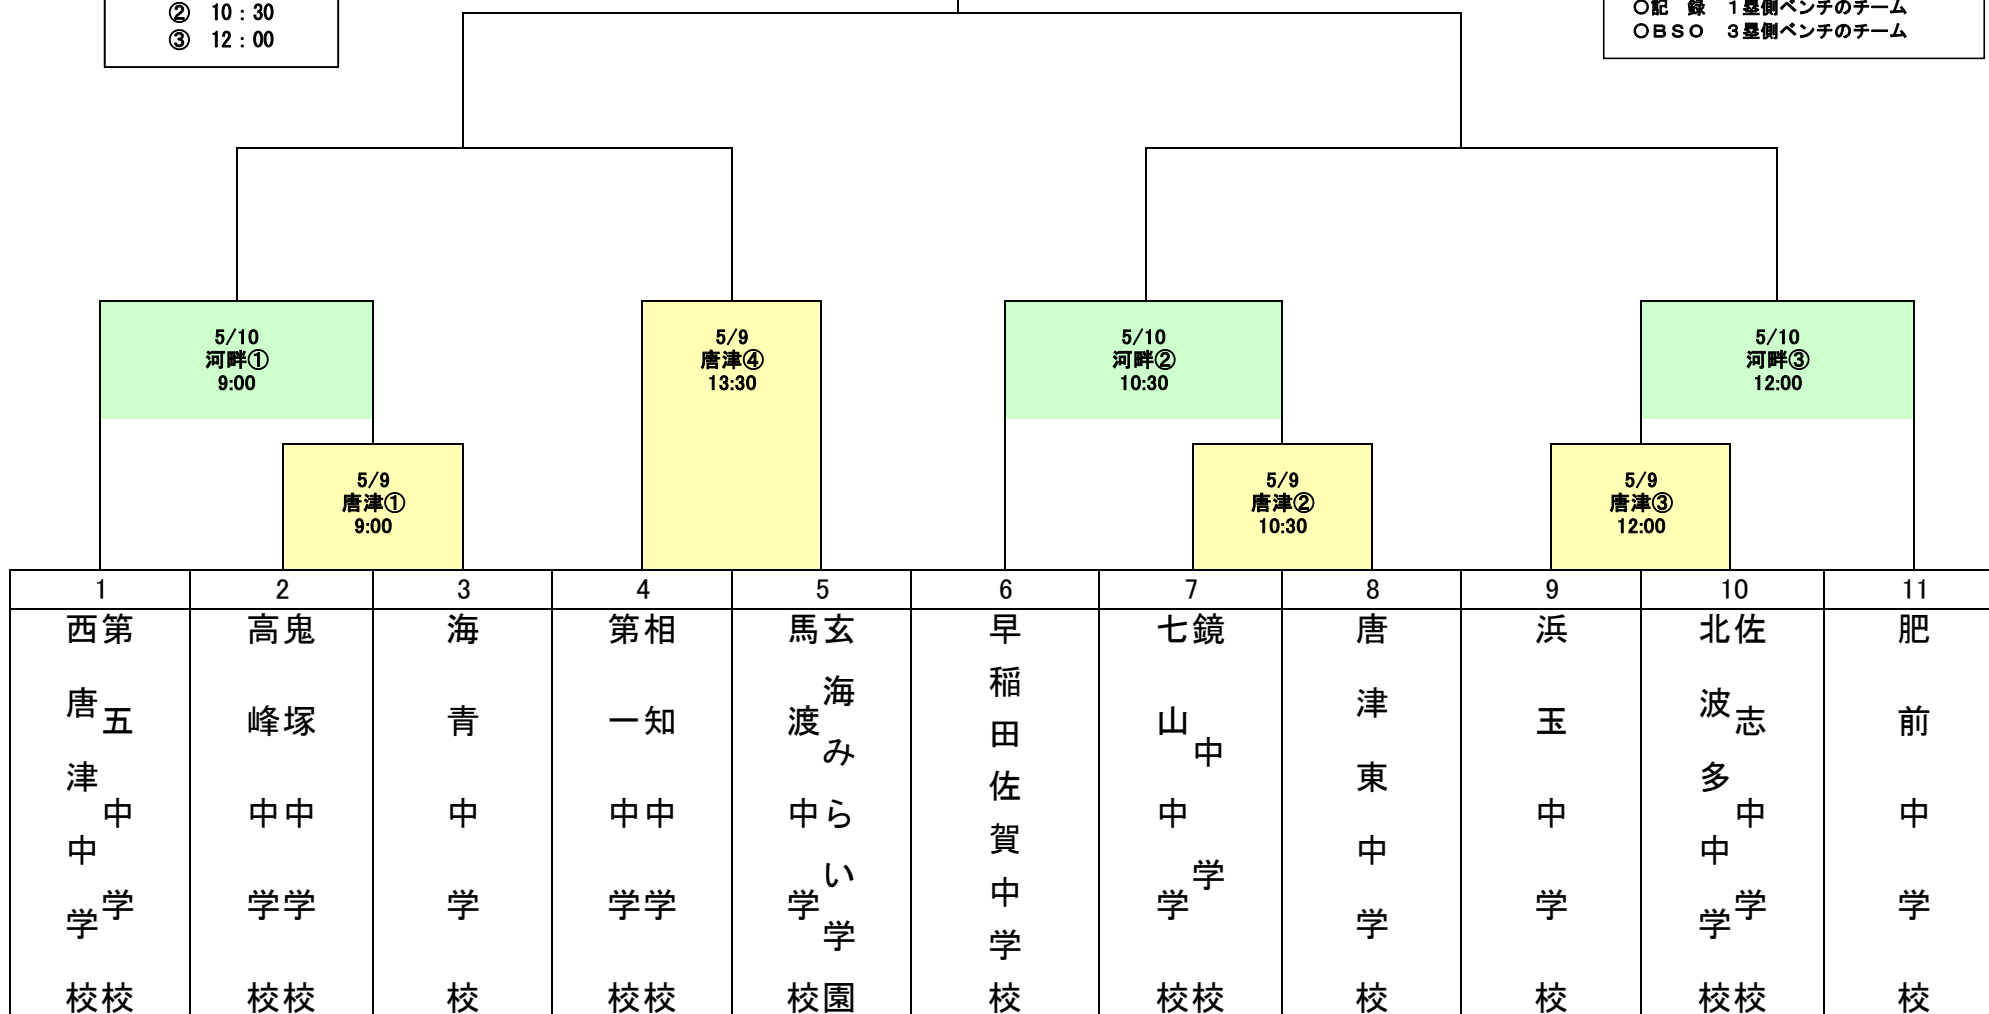 ② 10：30
③ 12：00
○記　録　１塁側ベンチのチーム
○ＢＳＯ　３塁側ベンチのチーム
5/10
河畔①
9:00
5/9
唐津④
13:30
5/10
河畔②
10:30
5/10
河畔③
12:00
5/9
唐津①
9:00
5/9
唐津②
10:30
5/9
唐津③
12:00
1
2
3
4
5
6
7
8
9
10
11
第五中学校
西唐津中学校
鬼塚中学校
高峰中学校
海青中学校
相知中学校
第一中学校
玄海みらい学園
馬渡中学校
早稲田佐賀中学校
鏡中学校
七山中学校
唐津東中学校
浜玉中学校
佐志中学校
北波多中学校
肥前中学校